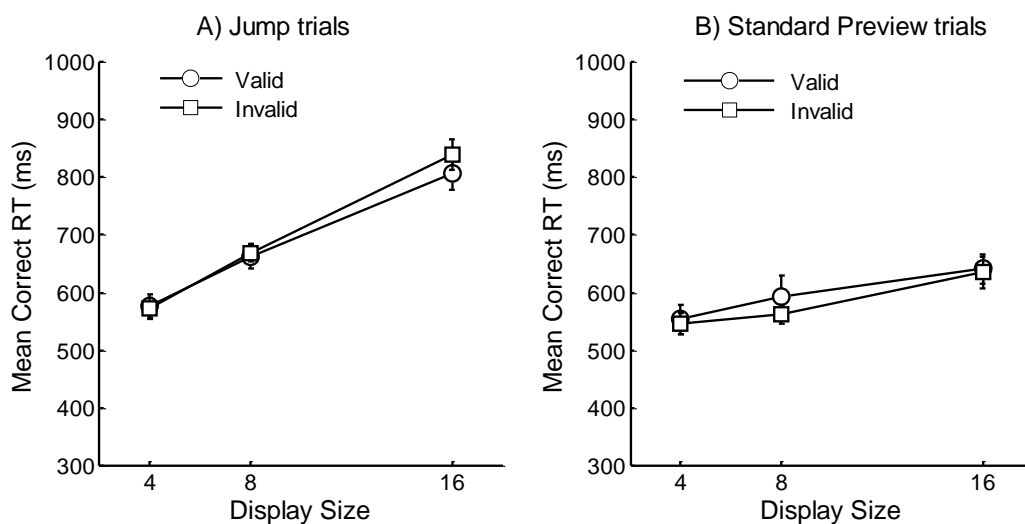 A) Jump trials
1000
900
800
700
600
500
400
300
Mean Correct RT (ms)
Valid
Invalid
4 8 16
Display Size
B) Standard Preview trials
1000
900
800
700
600
500
400
300
Mean Correct RT (ms)
Valid
Invalid
4 8 16
Display Size